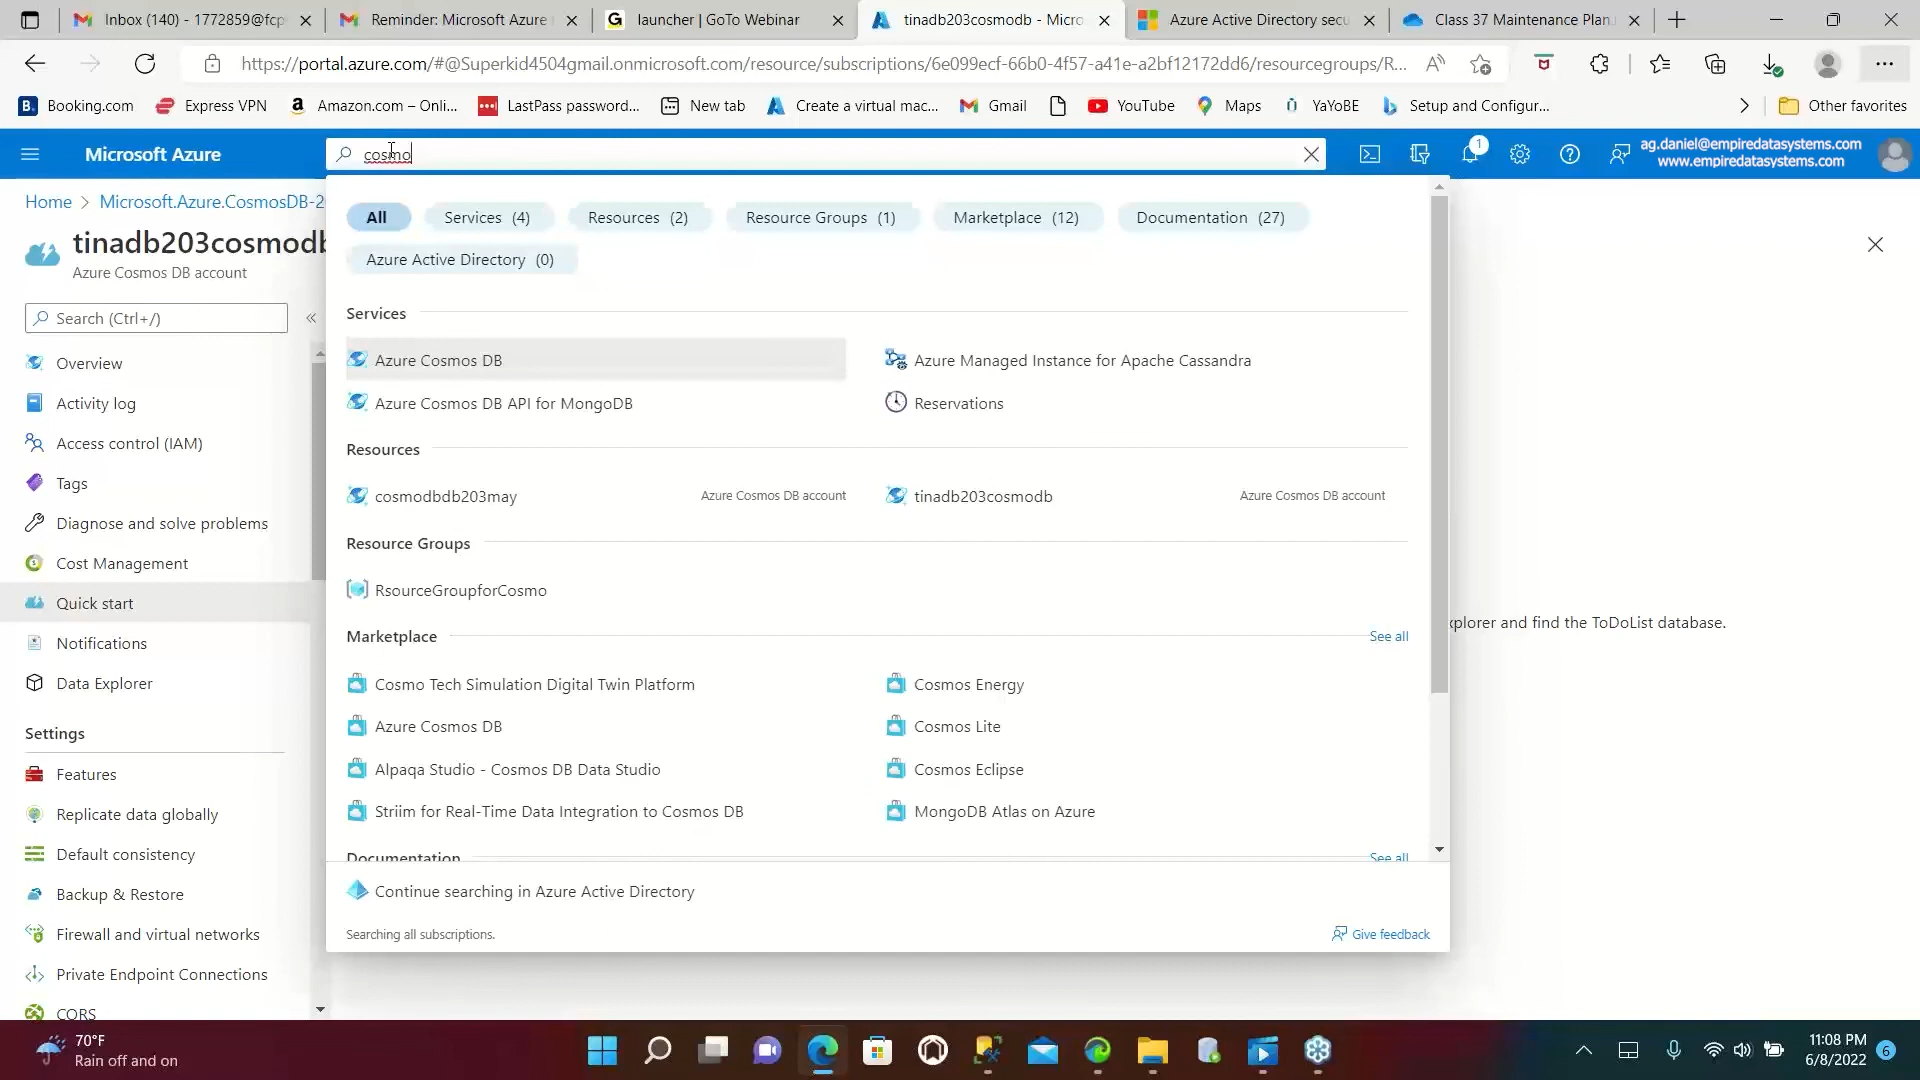 Inbox (140) - 1772859@fcp
Reminder: Microsoft Azure
launcher | GoTo Webinar
tinadb203cosmodb - Micro
Azure Active Directory secu
Class 37 Maintenance Plan.
https://portal.azure.com/#@Superkid4504gmail.onmicrosoft.com/resource/subscriptions/6e099ecf-66b0-4f57-a41e-a2bf12172dd6/resourcegroups/R...
Booking.com
Express VPN
Amazon.com – Onli...
LastPass password...
New tab
Create a virtual mac...
Gmail
YouTube
Maps
YAYOBE
Setup and Configur...
Other favorites
Microsoft Azure
cosmo
1
ag.daniel@empiredatasystems.com
www.empiredatasystems.com
Home > Microsoft.Azure.CosmosDB-2
tinadb203cosmodb
Azure Cosmos DB account
Search (Ctrl+/)
Overview
Activity log
Access control (IAM)
Tags
Diagnose and solve problems
Cost Management
Quick start
Notifications
Data Explorer
Settings
Features
Replicate data globally
Default consistency
Backup & Restore
Firewall and virtual networks
Private Endpoint Connections
CORS
All
Services (4)
Resources (2)
Resource Groups (1)
Marketplace (12)
Documentation (27)
Azure Active Directory (0)
Services
Azure Cosmos DB
Azure Managed Instance for Apache Cassandra
Azure Cosmos DB API for MongoDB
Reservations
Resources
cosmodbdb203may
Azure Cosmos DB account
tinadb203cosmodb
Azure Cosmos DB account
Resource Groups
RsourceGroupforCosmo
Marketplace
See all
Cosmo Tech Simulation Digital Twin Platform
Cosmos Energy
Azure Cosmos DB
Cosmos Lite
Alpaqa Studio - Cosmos DB Data Studio
Cosmos Eclipse
Striim for Real-Time Data Integration to Cosmos DB
MongoDB Atlas on Azure
Documentation
See all
Continue searching in Azure Active Directory
Searching all subscriptions.
Give feedback
xplorer and find the ToDoList database.
70°F
Rain off and on
11:08 PM
6/8/2022
6